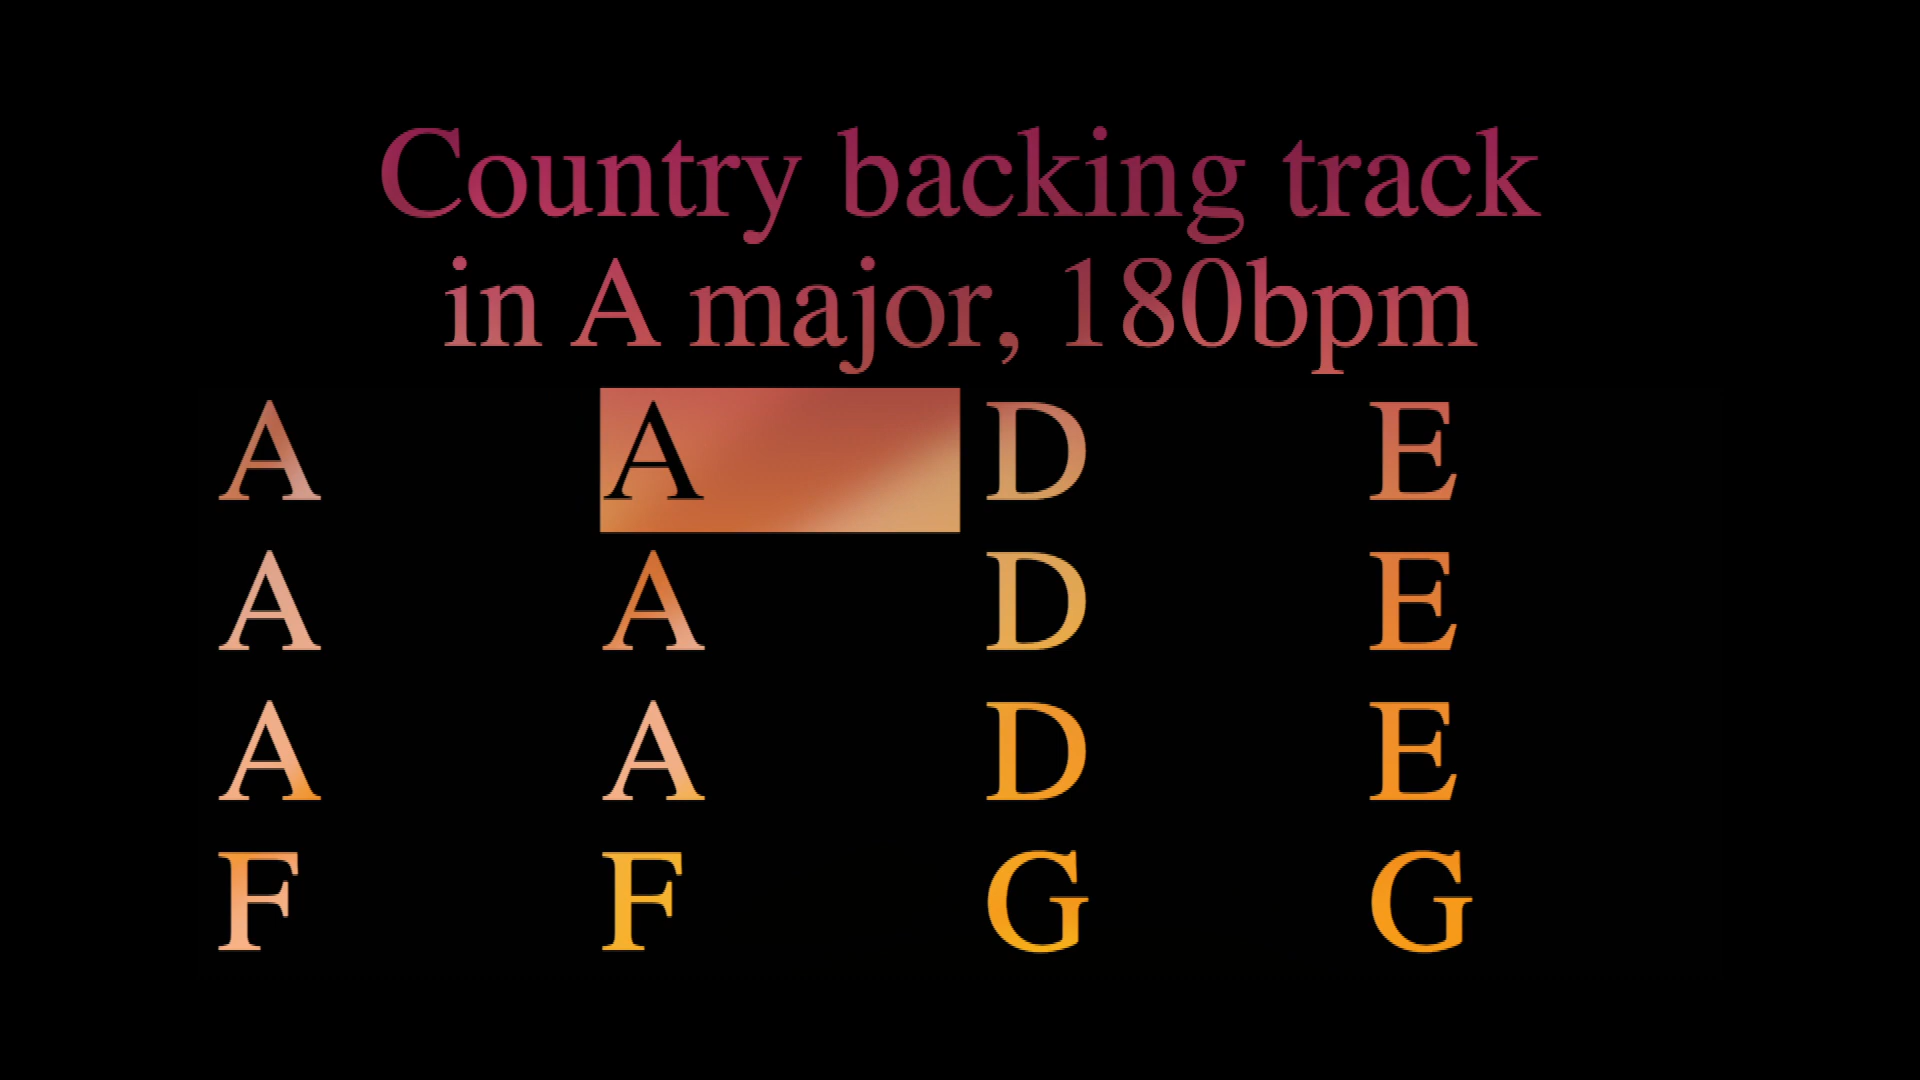 Country backing track
in A major, 180bpm
A A D E
A A D E
A A D E
F F G G